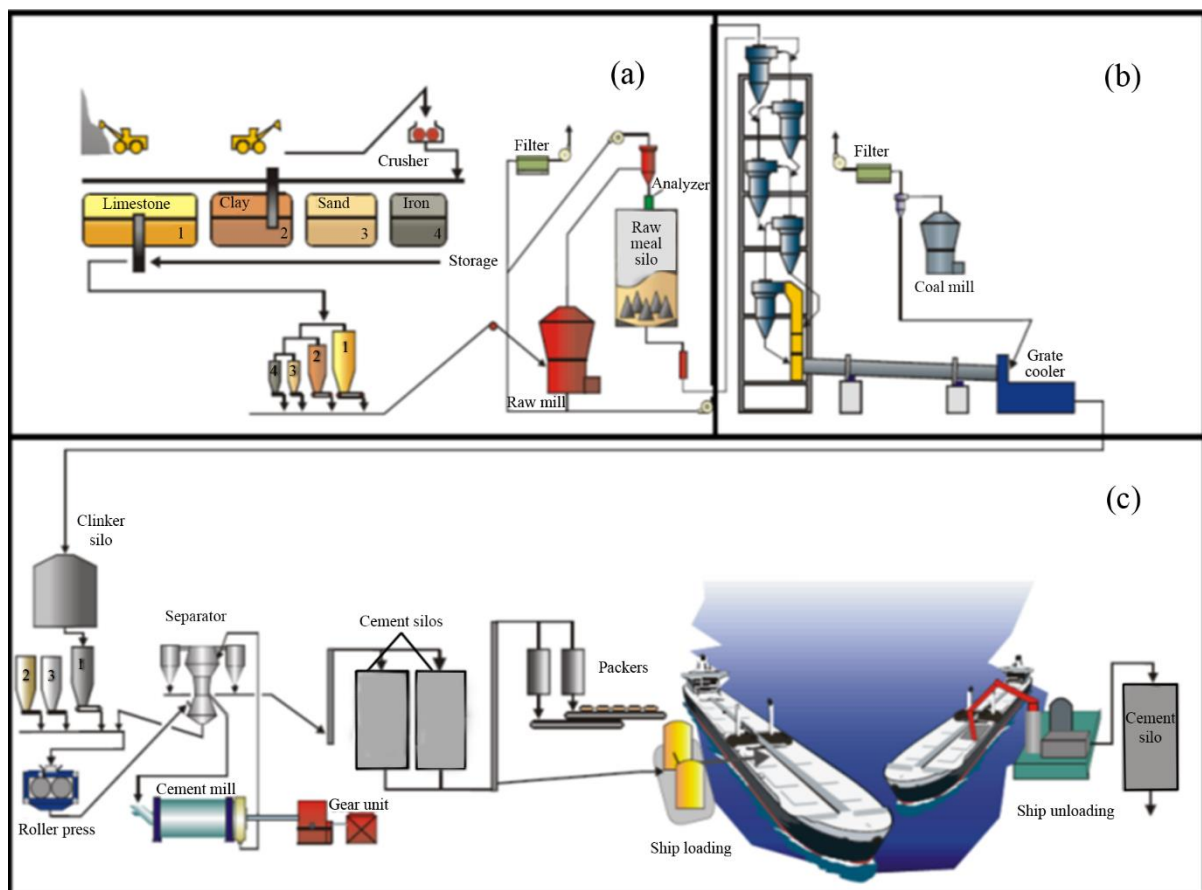 (a)
Crusher
Limestone
1
Clay
2
Sand
3
Iron
4
Storage
4
3
2
1
Filter
Analyzer
Raw
meal
silo
Raw mill
(b)
Filter
Coal mill
Grate
cooler
(c)
Clinker
silo
2
3
1
Roller press
Separator
Cement mill
Gear unit
Cement silos
Packers
Ship loading
Ship unloading
Cement
silo